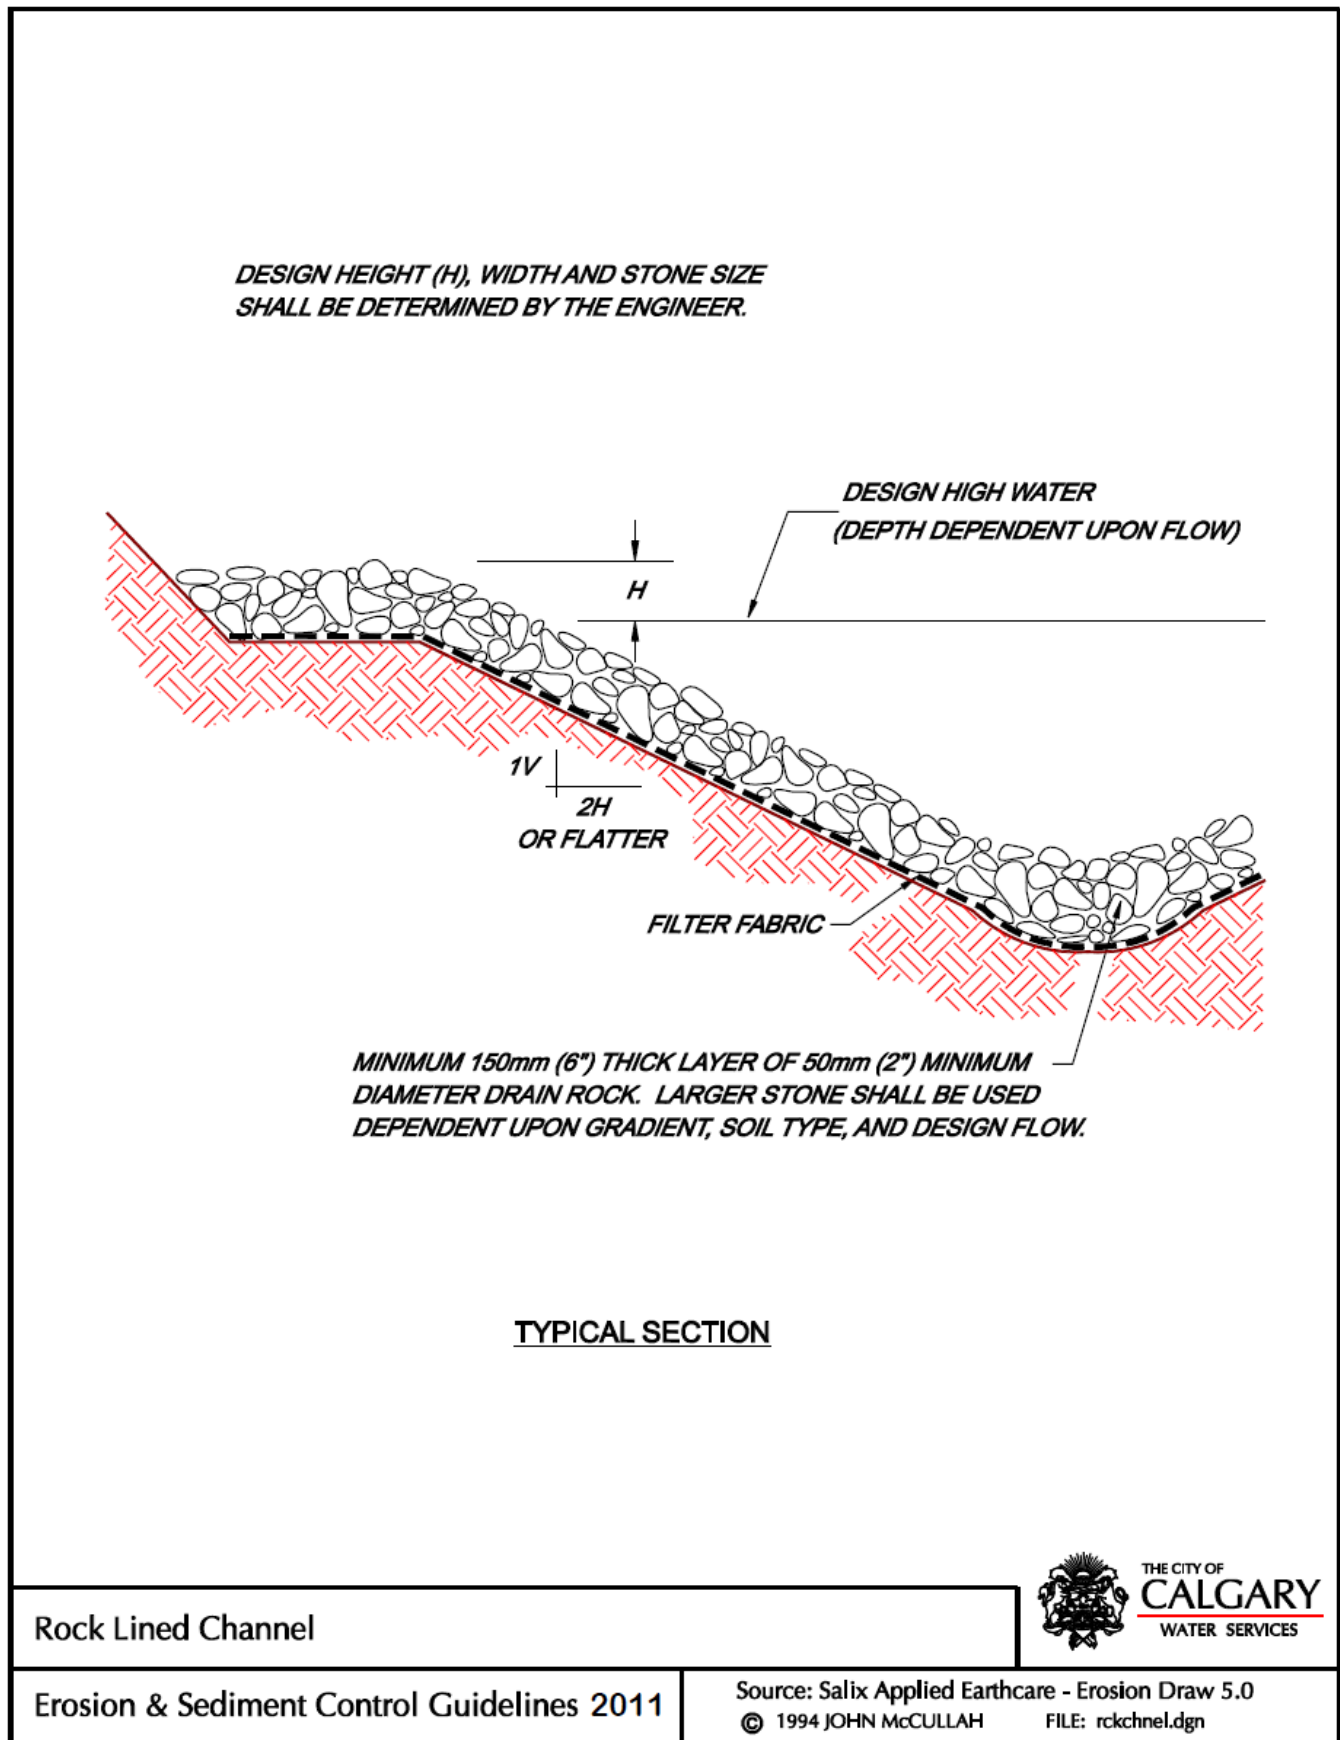 DESIGN HEIGHT (H), WIDTH AND STONE SIZE
SHALL BE DETERMINED BY THE ENGINEER.
DESIGN HIGH WATER
(DEPTH DEPENDENT UPON FLOW)
H
1V
2H
OR FLATTER
FILTER FABRIC
MINIMUM 150mm (6") THICK LAYER OF 50mm (2") MINIMUM
DIAMETER DRAIN ROCK. LARGER STONE SHALL BE USED
DEPENDENT UPON GRADIENT, SOIL TYPE, AND DESIGN FLOW.
TYPICAL SECTION
THE CITY OF
CALGARY
WATER SERVICES
Rock Lined Channel
Erosion & Sediment Control Guidelines 2011
Source: Salix Applied Earthcare - Erosion Draw 5.0
© 1994 JOHN McCULLAH FILE: rckchnel.dgn